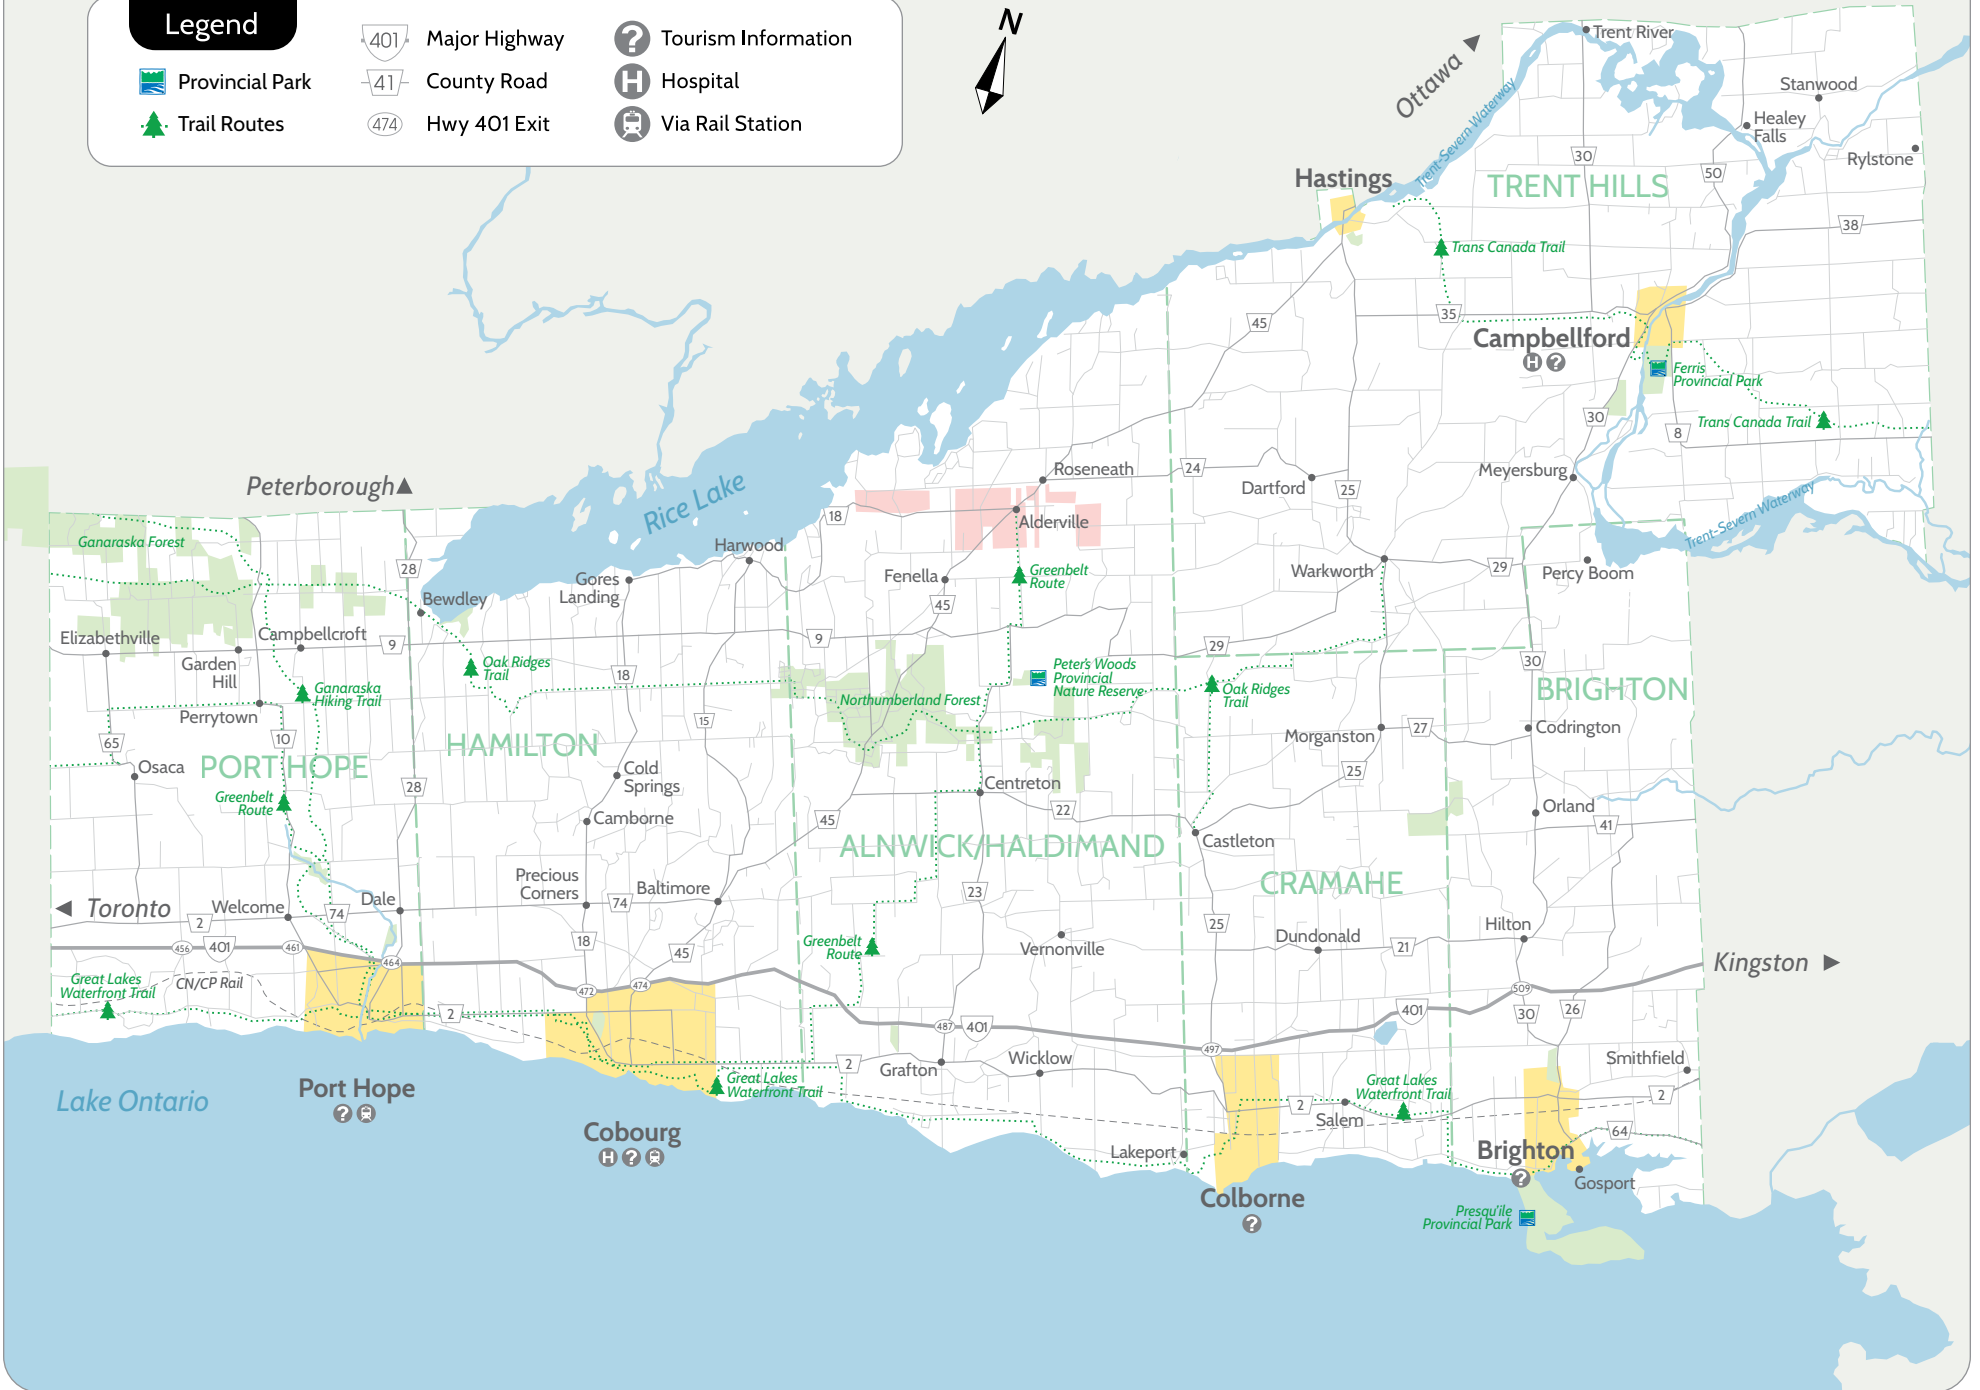 Legend
401 Major Highway
Tourism Information
Provincial Park
41 County Road
Hospital
Trail Routes
474 Hwy 401 Exit
Via Rail Station
N
Ottawa
Trent River
Stanwood
Healey
Falls
Rylstone
Trent-Severn Waterway
Hastings
30
50
TRENT HILLS
38
Trans Canada Trail
35
45
Campbellford
Ferris
Provincial Park
30
8
Trans Canada Trail
Peterborough
Rice Lake
Roseneath
24
Dartford
25
Meyersburg
18
Alderville
Trent-Severn Waterway
Ganaraska Forest
28
Harwood
Gores
Landing
Fenella
Greenbelt
Route
Warkworth
29
Percy Boom
Bewdley
45
Elizabethville
Campbellcroft
9
9
29
Garden
Hill
Oak Ridges
Trail
18
Peter's Woods
Provincial
Nature Reserve
30
BRIGHTON
Ganaraska
Hiking Trail
Northumberland Forest
Oak Ridges
Trail
Perrytown
15
65
10
HAMILTON
Morganston
27
Codrington
Osaca
PORT HOPE
28
Cold
Springs
25
Greenbelt
Route
Centreton
22
Orland
41
Camborne
45
ALNWICK/HALDIMAND
Castleton
Precious
Corners
Baltimore
74
23
CRAMAHE
Toronto
2
Welcome
74
Dale
25
Hilton
18
45
Greenbelt
Route
Vernonville
Dundonald
21
456
401
461
464
Kingston
Great Lakes
Waterfront Trail
CN/CP Rail
472
474
509
2
487
401
401
30
26
497
Wicklow
Smithfield
2
Grafton
Lake Ontario
Port Hope
Great Lakes
Waterfront Trail
Great Lakes
Waterfront Trail
2
2
Salem
64
Cobourg
Lakeport
Brighton
Gosport
Colborne
Presqu'ile
Provincial Park